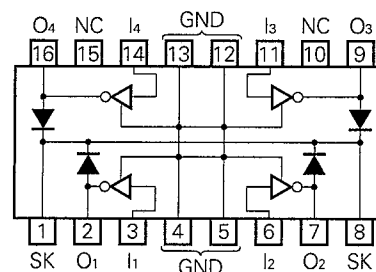 GND
O₄ NC I₄ I₃ NC O₃
16 15 14 13 12 11 10 9
1 2 3 4 5 6 7 8
SK O₁ I₁ I₂ O₂ SK
GND